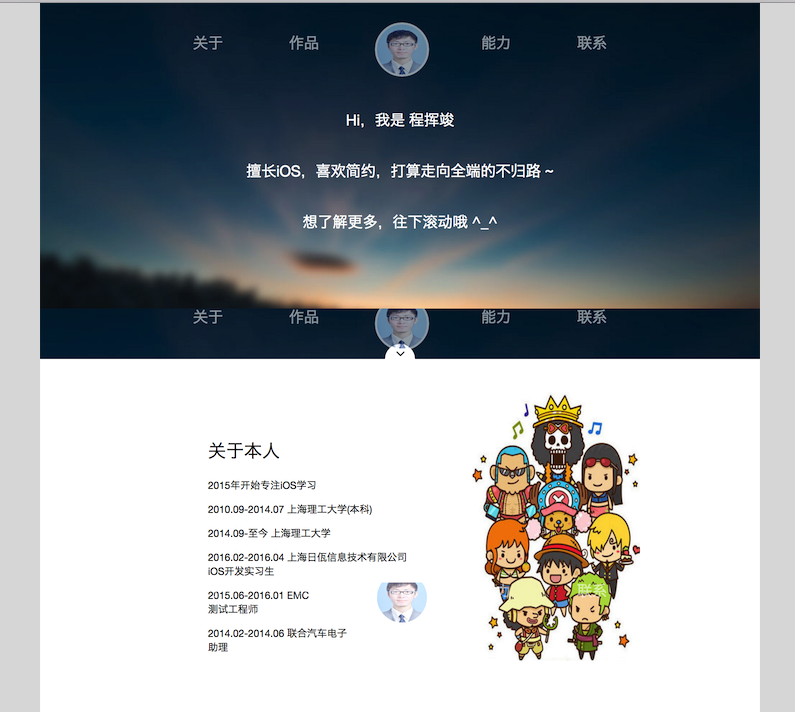 关于 作品 能力 联系
Hi，我是 程挥竣
擅长iOS，喜欢简约，打算走向全端的不归路 ~
想了解更多，往下滚动哦 ^_^
关于 作品 能力 联系
关于本人
2015年开始专注iOS学习
2010.09-2014.07 上海理工大学(本科)
2014.09-至今 上海理工大学
2016.02-2016.04 上海日佤信息技术有限公司
iOS开发实习生
2015.06-2016.01 EMC
测试工程师
联系
2014.02-2014.06 联合汽车电子
助理